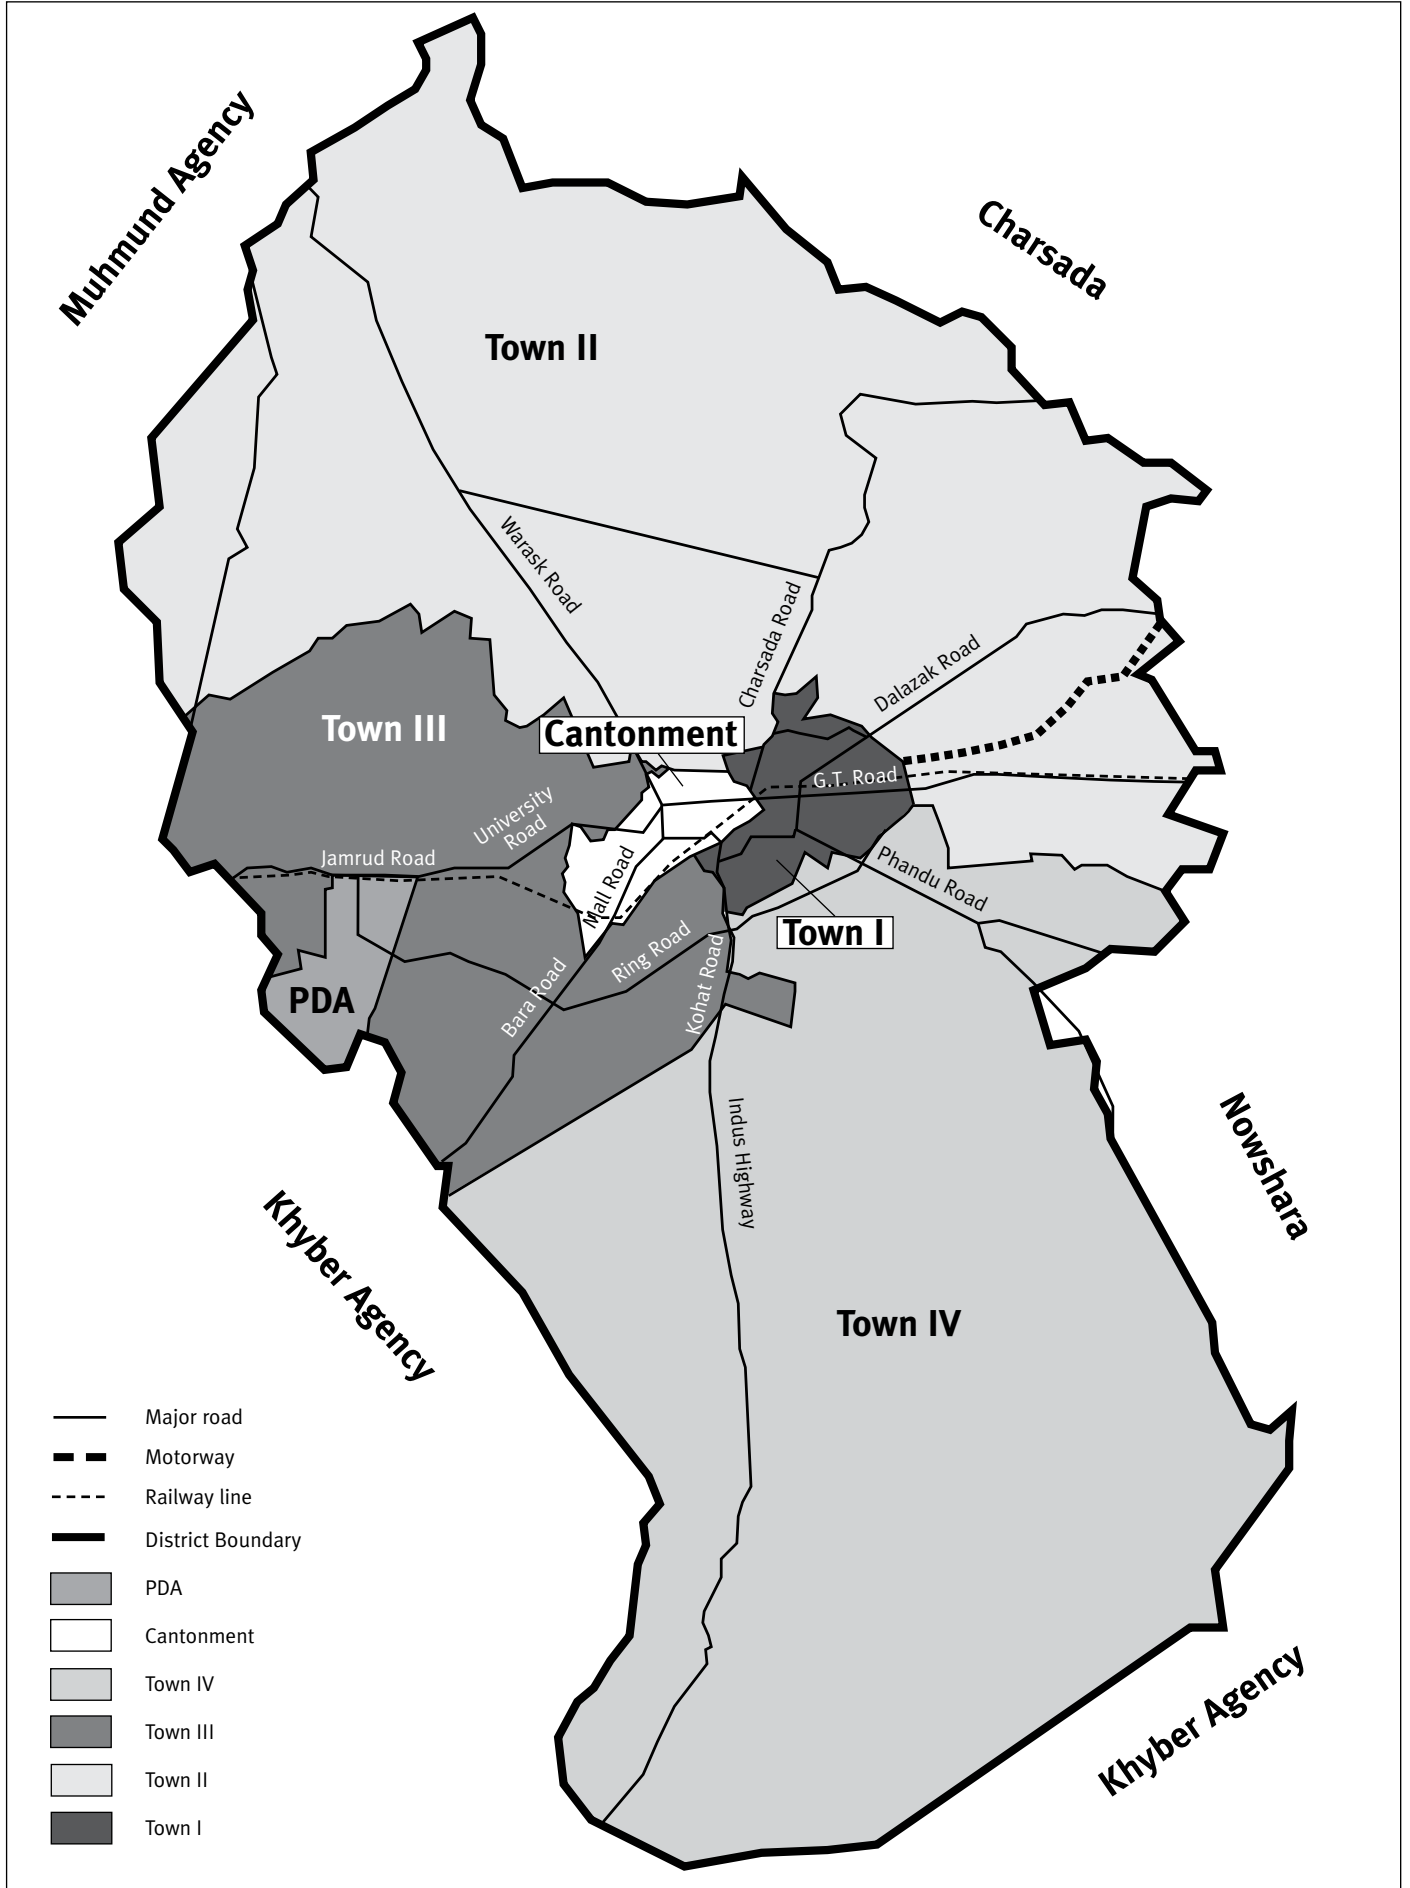 Muhmund Agency
Charsada
Town II
Warask Road
Charsada Road
Dalazak Road
Town III
Cantonment
G.T. Road
University
Road
Jamrud Road
Mall Road
Phandu Road
Town I
Ring Road
Kohat Road
Bara Road
PDA
Indus Highway
Nowshara
Khyber Agency
Town IV
Khyber Agency
Major road
Motorway
Railway line
District Boundary
PDA
Cantonment
Town IV
Town III
Town II
Town I